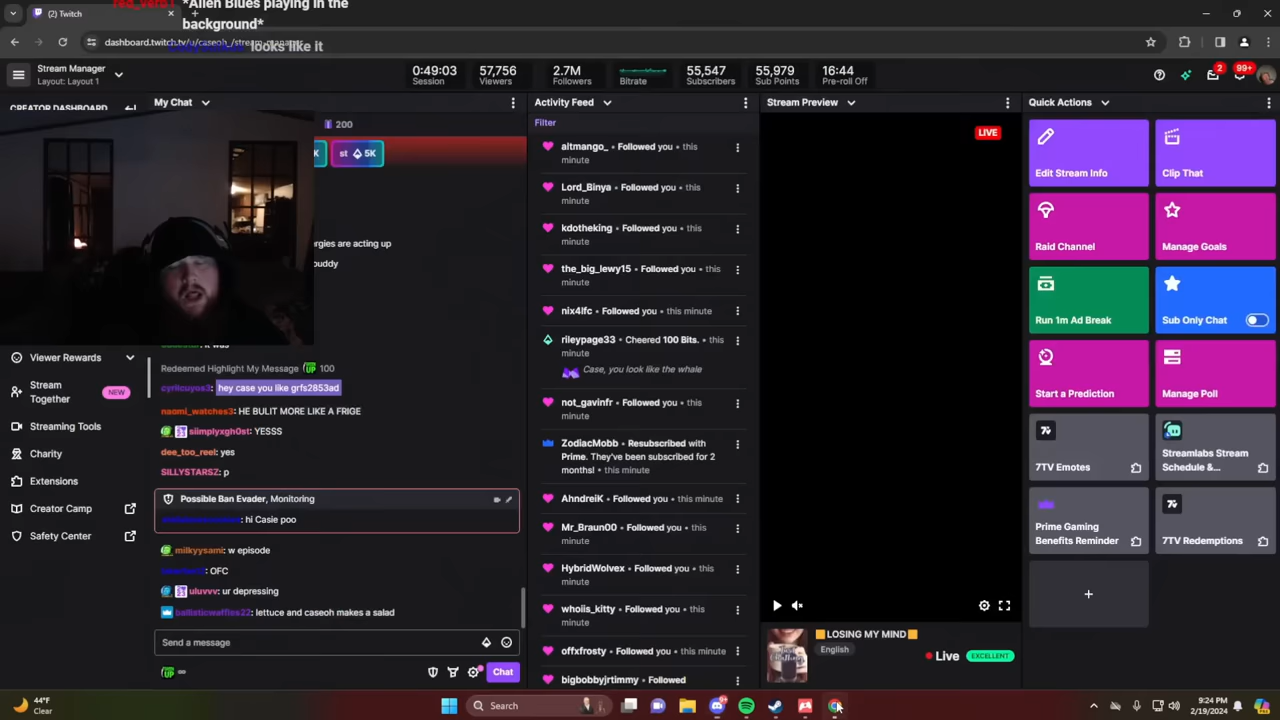 red_verb1 *Alien Blues playing in the
background*
looks like it
(2) Twitch
dashboard.twitch.tv/u/caseoh_/stream-manager
Stream Manager
Layout: Layout 1
0:49:03
Session
57,756
Viewers
2.7M
Followers
Bitrate
55,547
Subscribers
55,979
Sub Points
16:44
Pre-roll Off
2
99+
CREATOR DASHBOARD
Viewer Rewards
Stream
Together
NEW
Streaming Tools
Charity
Extensions
Creator Camp
Safety Center
My Chat
200
K
st 5K
ergies are acting up
buddy
Redeemed Highlight My Message 100
cyriicuyos3: hey case you like grfs2853ad
naomi_watches3: HE BULIT MORE LIKE A FRIGE
siimplyxgh0st: YESSS
dee_too_reel: yes
SILLYSTARSZ: p
Possible Ban Evader, Monitoring
: hi Casie poo
milkyysami: w episode
: OFC
uluvvv: ur depressing
ballisticwaffles22: lettuce and caseoh makes a salad
Send a message
Chat
Activity Feed
Filter
altmango_ • Followed you • this
minute
Lord_Binya • Followed you • this
minute
kdotheking • Followed you • this
minute
the_big_lewy15 • Followed you • this
minute
nix4lfc • Followed you • this minute
rileypage33 • Cheered 100 Bits. • this
minute
Case, you look like the whale
not_gavinfr • Followed you • this
minute
ZodiacMobb • Resubscribed with
Prime. They've been subscribed for 2
months! • this minute
AhndreiK • Followed you • this minute
Mr_Braun00 • Followed you • this
minute
HybridWolvex • Followed you • this
minute
whoiis_kitty • Followed you • this
minute
offxfrosty • Followed you • this
minute
bigbobbyjrtimmy • Followed
Stream Preview
LIVE
LOSING MY MIND
English
Live
EXCELLENT
Quick Actions
Edit Stream Info
Clip That
Raid Channel
Manage Goals
Run 1m Ad Break
Sub Only Chat
Start a Prediction
Manage Poll
7TV Emotes
Streamlabs Stream
Schedule &...
Prime Gaming
Benefits Reminder
7TV Redemptions
44°F
Clear
Search
9:24 PM
2/19/2024